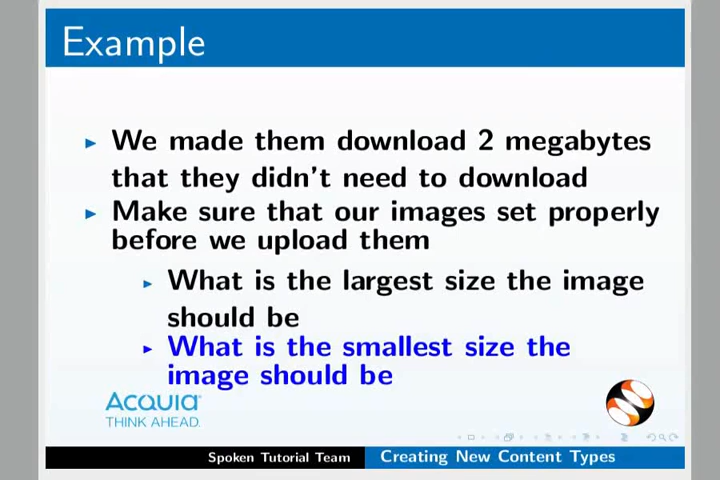 Example
We made them download 2 megabytes
that they didn't need to download
Make sure that our images set properly
before we upload them
What is the largest size the image
should be
What is the smallest size the
image should be
Acquia
THINK AHEAD.
Spoken Tutorial Team
Creating New Content Types